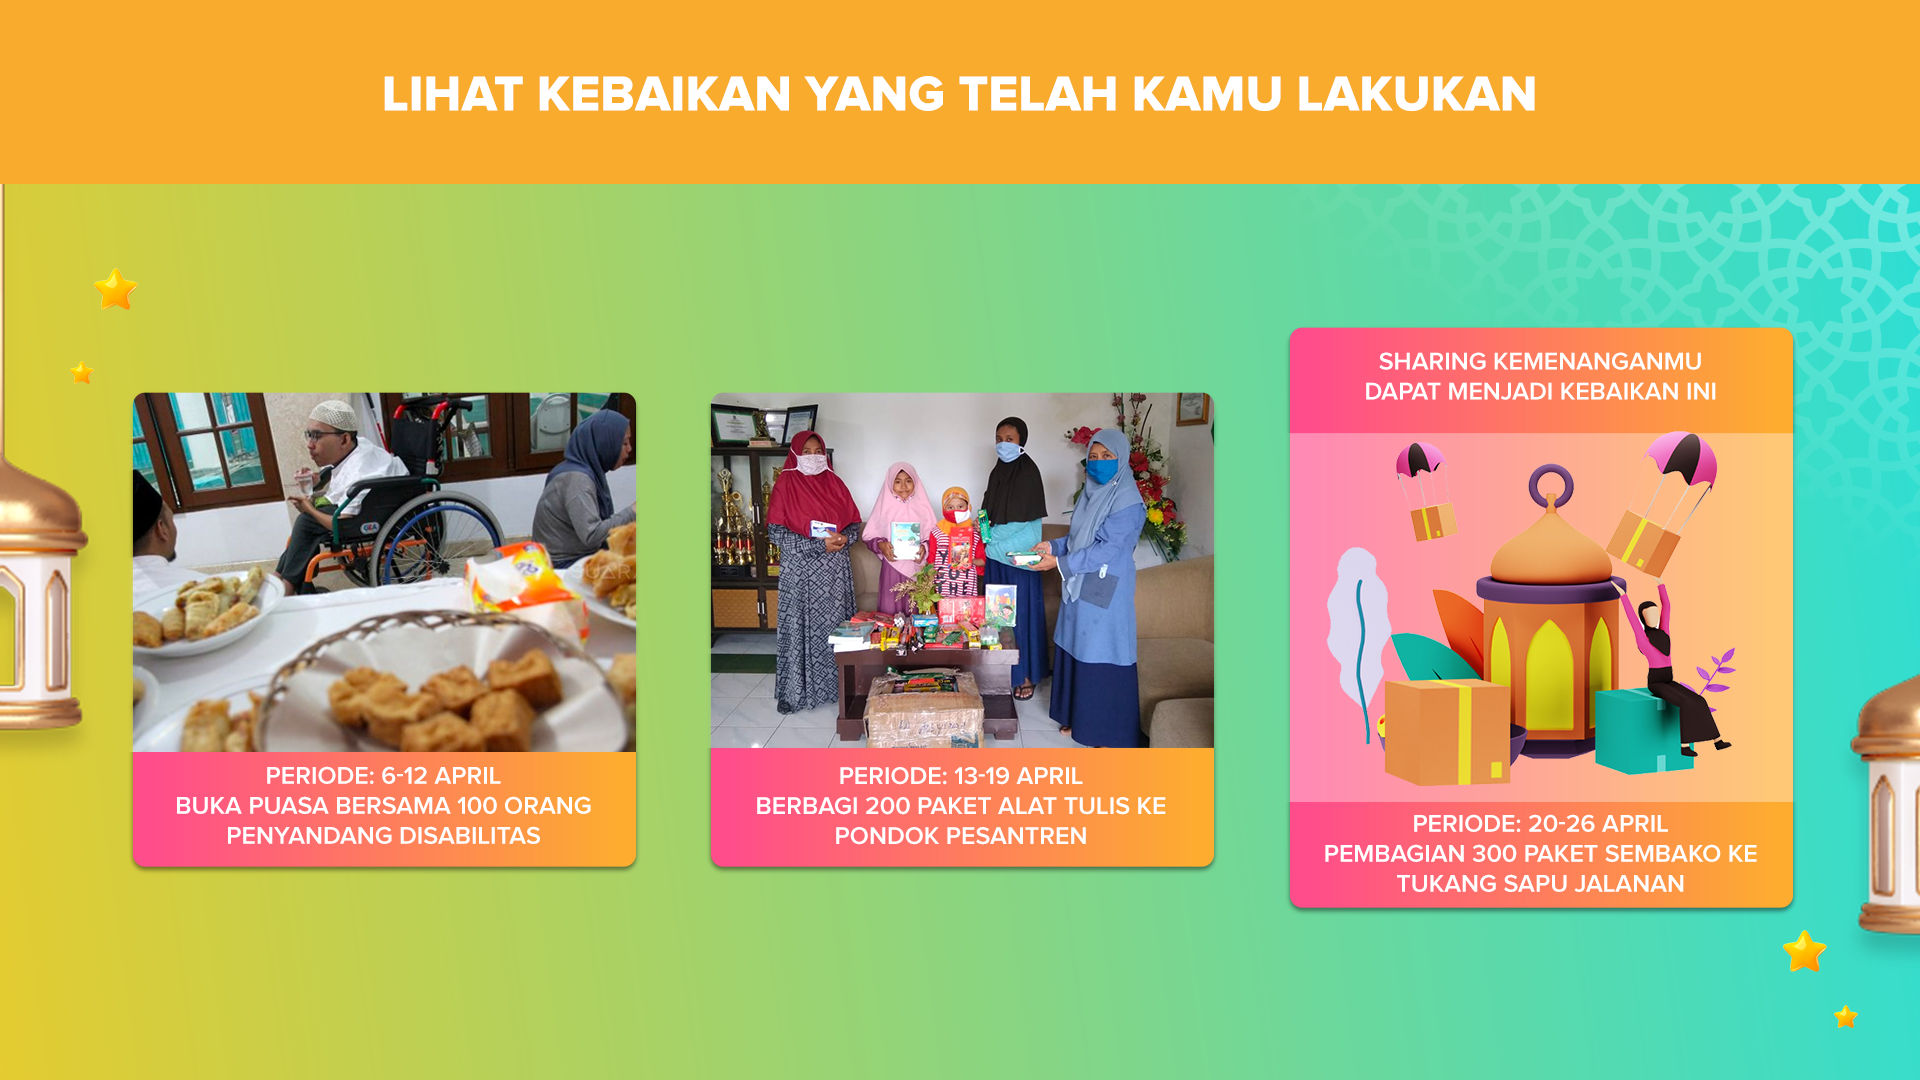 LIHAT KEBAIKAN YANG TELAH KAMU LAKUKAN
GEA
PERIODE: 6-12 APRIL
BUKA PUASA BERSAMA 100 ORANG
PENYANDANG DISABILITAS
PERIODE: 13-19 APRIL
BERBAGI 200 PAKET ALAT TULIS KE
PONDOK PESANTREN
SHARING KEMENANGANMU
DAPAT MENJADI KEBAIKAN INI
PERIODE: 20-26 APRIL
PEMBAGIAN 300 PAKET SEMBAKO KE
TUKANG SAPU JALANAN